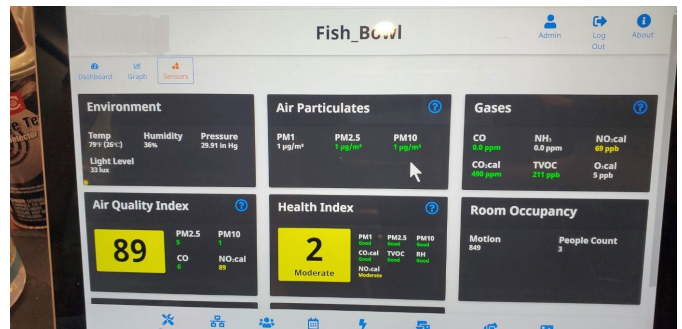 Fish_Bowl
Admin
Log
Out
About
Dashboard
Graph
Sensors
Environment
Temp
79°F (26°C)
Humidity
36%
Pressure
29.91 in Hg
Light Level
33 lux
Air Particulates
PM1
1 µg/m³
PM2.5
1 µg/m³
PM10
1 µg/m³
Gases
CO
0.0 ppm
NH₃
0.0 ppm
NO₂cal
69 ppb
CO₂cal
490 ppm
TVOC
211 ppb
O₃cal
5 ppb
Air Quality Index
89
PM2.5
5
PM10
1
CO
0
NO₂cal
89
Health Index
2
Moderate
PM1
Good
PM2.5
Good
PM10
Good
CO₂cal
Good
TVOC
Good
RH
Good
NO₂cal
Moderate
Room Occupancy
Motion
849
People Count
3